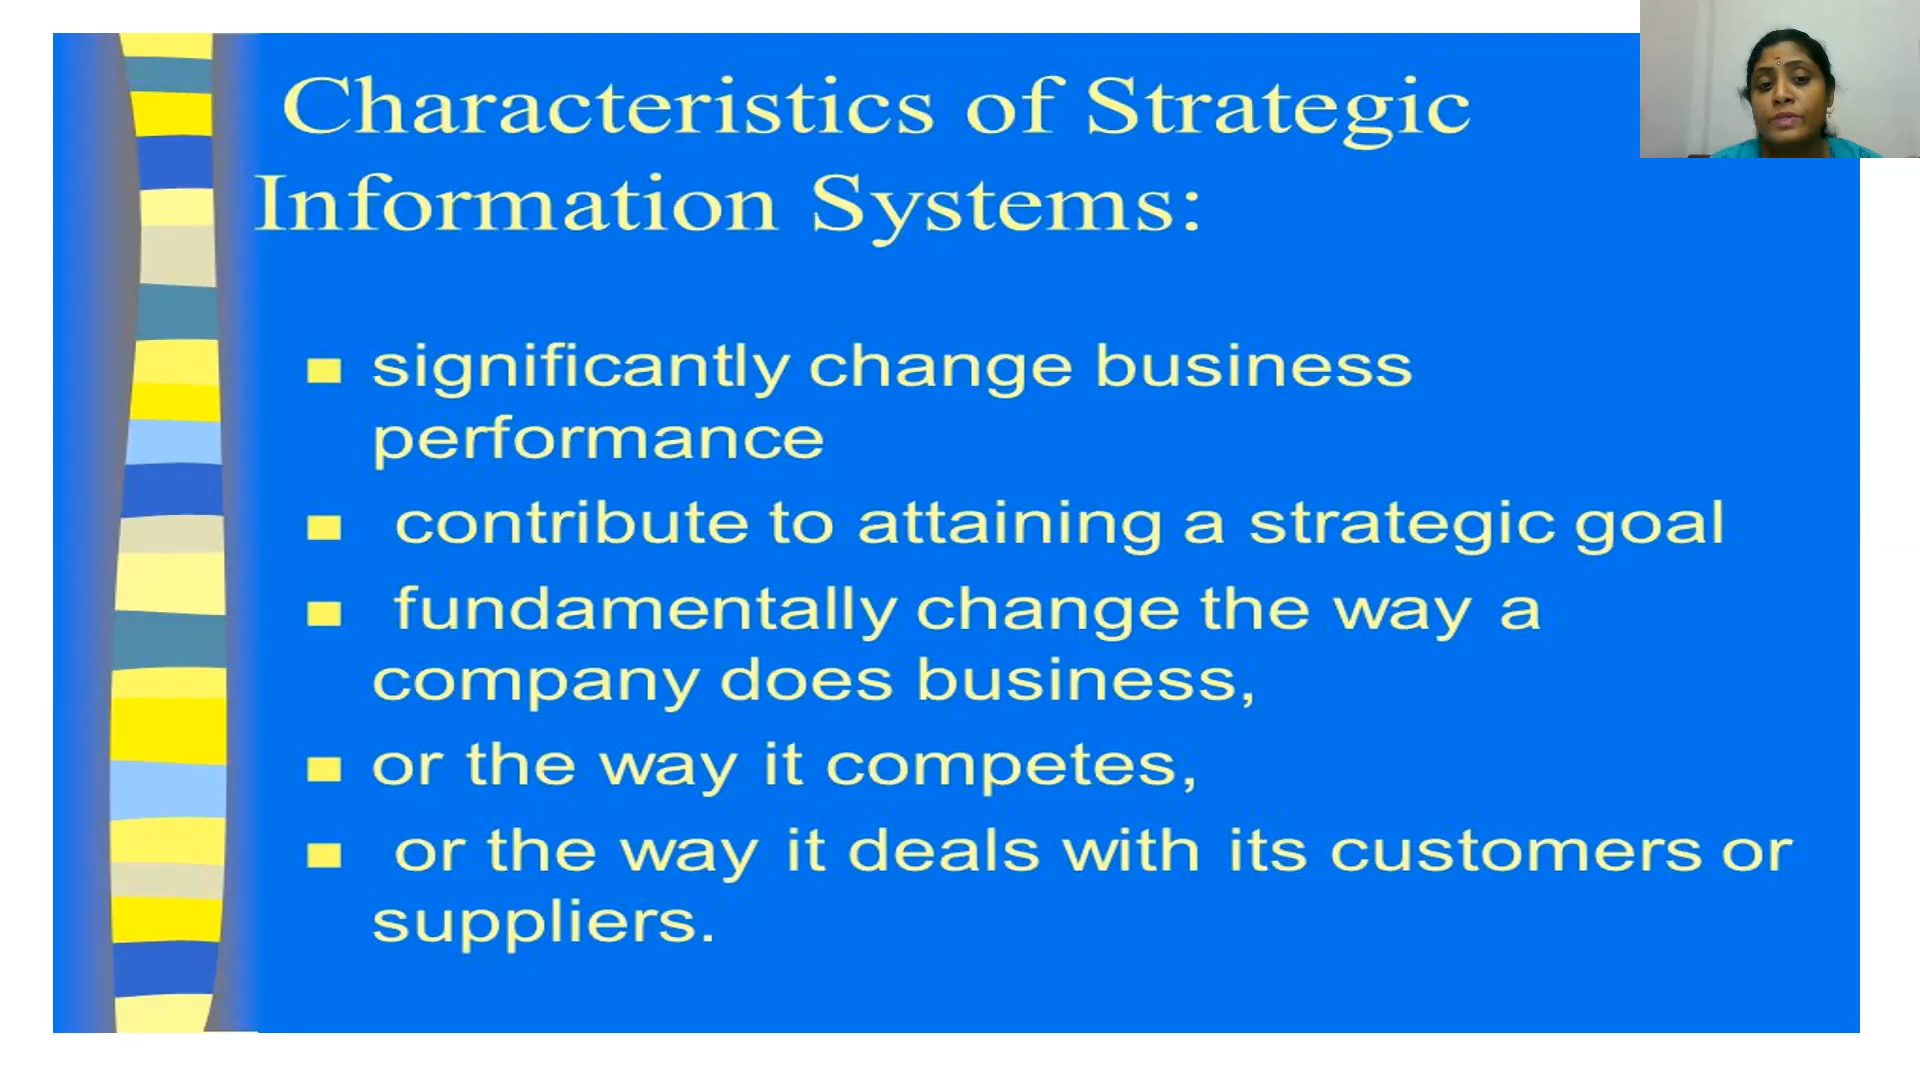 Characteristics of Strategic
Information Systems:
significantly change business
performance
contribute to attaining a strategic goal
fundamentally change the way a
company does business,
or the way it competes,
or the way it deals with its customers or
suppliers.